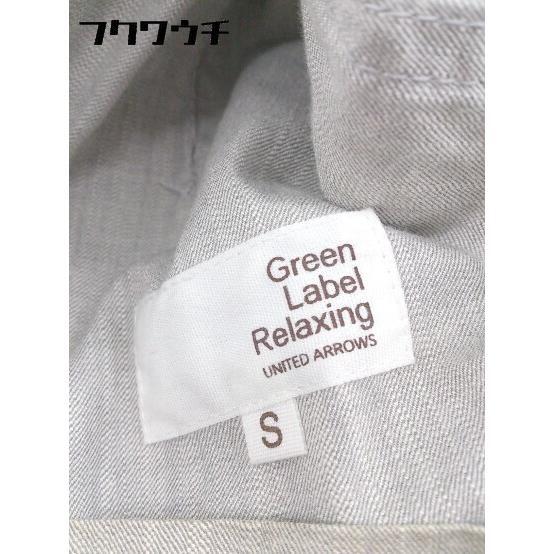 フクワウチ
Green
Label
Relaxing
UNITED ARROWS
S